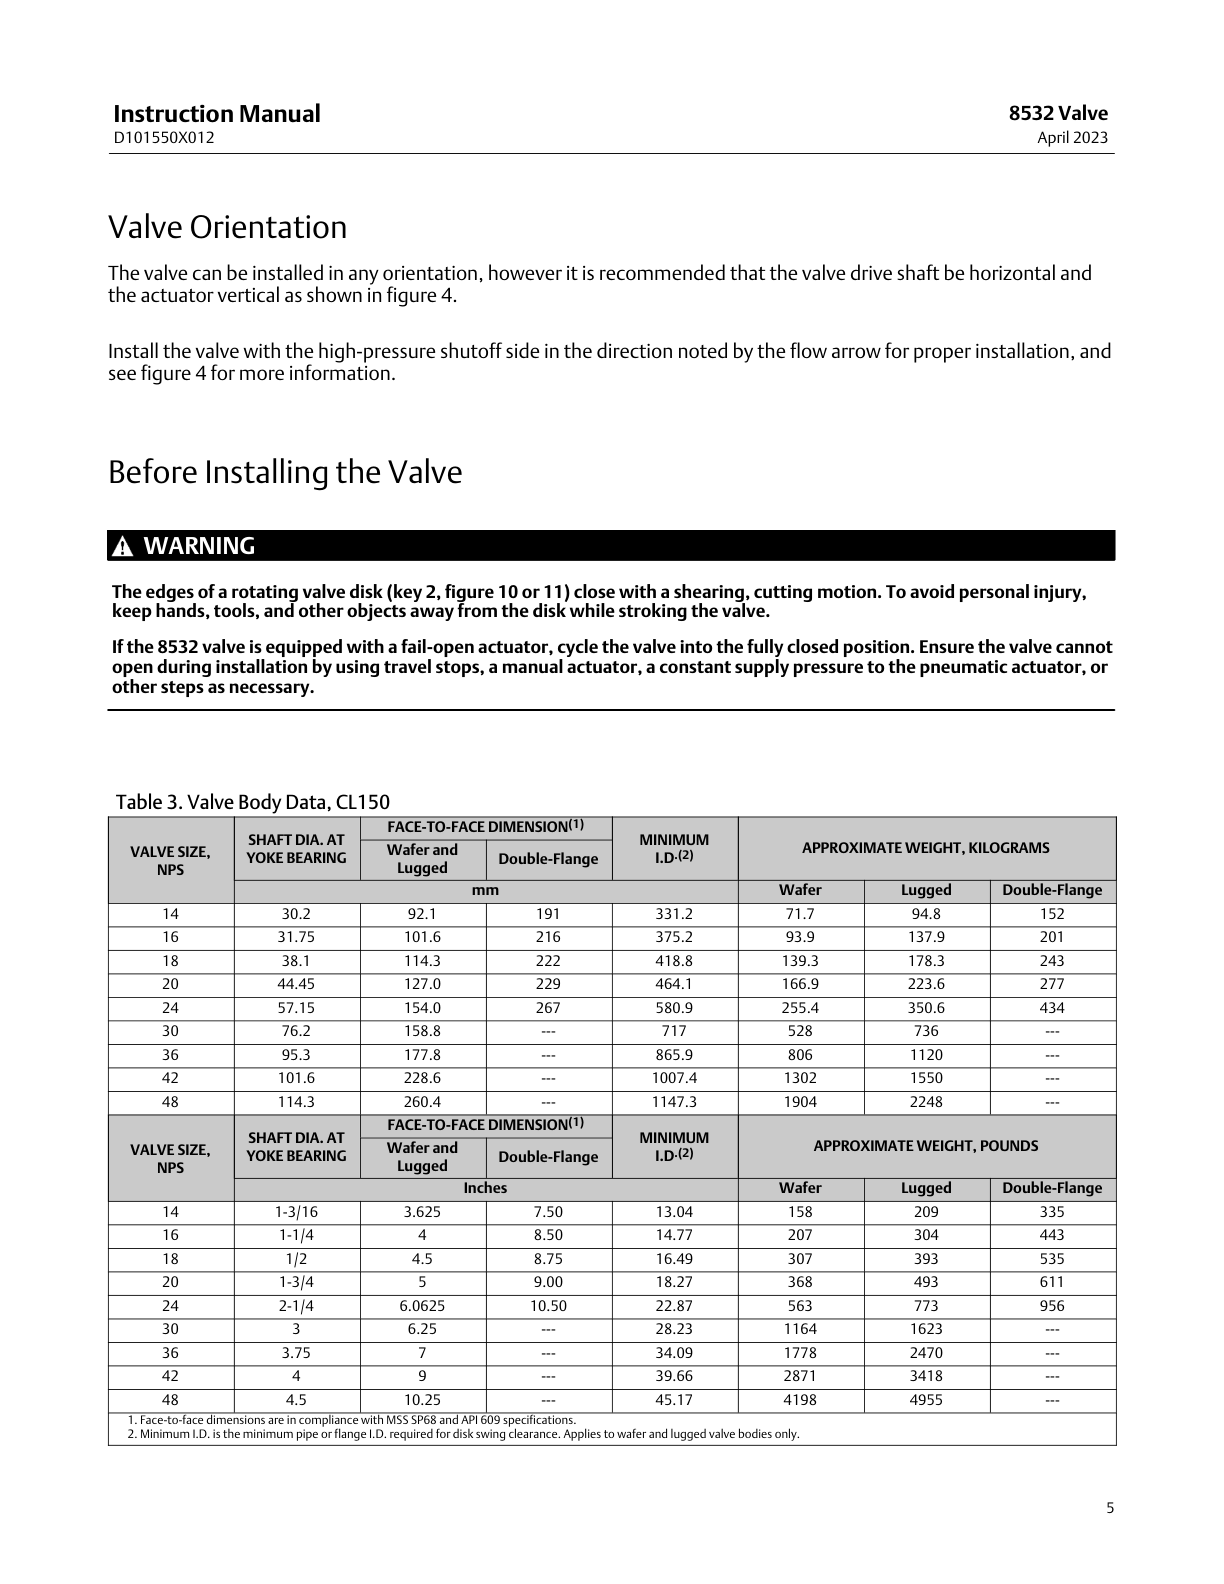 Instruction Manual
D101550X012
8532 Valve
April 2023
Valve Orientation
The valve can be installed in any orientation, however it is recommended that the valve drive shaft be horizontal and
the actuator vertical as shown in figure 4.
Install the valve with the high-pressure shutoff side in the direction noted by the flow arrow for proper installation, and
see figure 4 for more information.
Before Installing the Valve
WARNING
The edges of a rotating valve disk (key 2, figure 10 or 11) close with a shearing, cutting motion. To avoid personal injury,
keep hands, tools, and other objects away from the disk while stroking the valve.
If the 8532 valve is equipped with a fail-open actuator, cycle the valve into the fully closed position. Ensure the valve cannot
open during installation by using travel stops, a manual actuator, a constant supply pressure to the pneumatic actuator, or
other steps as necessary.
Table 3. Valve Body Data, CL150
VALVE SIZE, NPS | SHAFT DIA. AT YOKE BEARING | FACE-TO-FACE DIMENSION(1) | MINIMUM I.D.(2) | APPROXIMATE WEIGHT, KILOGRAMS
Wafer and Lugged | Double-Flange
mm | Wafer | Lugged | Double-Flange
14 | 30.2 | 92.1 | 191 | 331.2 | 71.7 | 94.8 | 152
16 | 31.75 | 101.6 | 216 | 375.2 | 93.9 | 137.9 | 201
18 | 38.1 | 114.3 | 222 | 418.8 | 139.3 | 178.3 | 243
20 | 44.45 | 127.0 | 229 | 464.1 | 166.9 | 223.6 | 277
24 | 57.15 | 154.0 | 267 | 580.9 | 255.4 | 350.6 | 434
30 | 76.2 | 158.8 | --- | 717 | 528 | 736 | ---
36 | 95.3 | 177.8 | --- | 865.9 | 806 | 1120 | ---
42 | 101.6 | 228.6 | --- | 1007.4 | 1302 | 1550 | ---
48 | 114.3 | 260.4 | --- | 1147.3 | 1904 | 2248 | ---
VALVE SIZE, NPS | SHAFT DIA. AT YOKE BEARING | FACE-TO-FACE DIMENSION(1) | MINIMUM I.D.(2) | APPROXIMATE WEIGHT, POUNDS
Wafer and Lugged | Double-Flange
Inches | Wafer | Lugged | Double-Flange
14 | 1-3/16 | 3.625 | 7.50 | 13.04 | 158 | 209 | 335
16 | 1-1/4 | 4 | 8.50 | 14.77 | 207 | 304 | 443
18 | 1/2 | 4.5 | 8.75 | 16.49 | 307 | 393 | 535
20 | 1-3/4 | 5 | 9.00 | 18.27 | 368 | 493 | 611
24 | 2-1/4 | 6.0625 | 10.50 | 22.87 | 563 | 773 | 956
30 | 3 | 6.25 | --- | 28.23 | 1164 | 1623 | ---
36 | 3.75 | 7 | --- | 34.09 | 1778 | 2470 | ---
42 | 4 | 9 | --- | 39.66 | 2871 | 3418 | ---
48 | 4.5 | 10.25 | --- | 45.17 | 4198 | 4955 | ---
1. Face-to-face dimensions are in compliance with MSS SP68 and API 609 specifications.
2. Minimum I.D. is the minimum pipe or flange I.D. required for disk swing clearance. Applies to wafer and lugged valve bodies only.
5